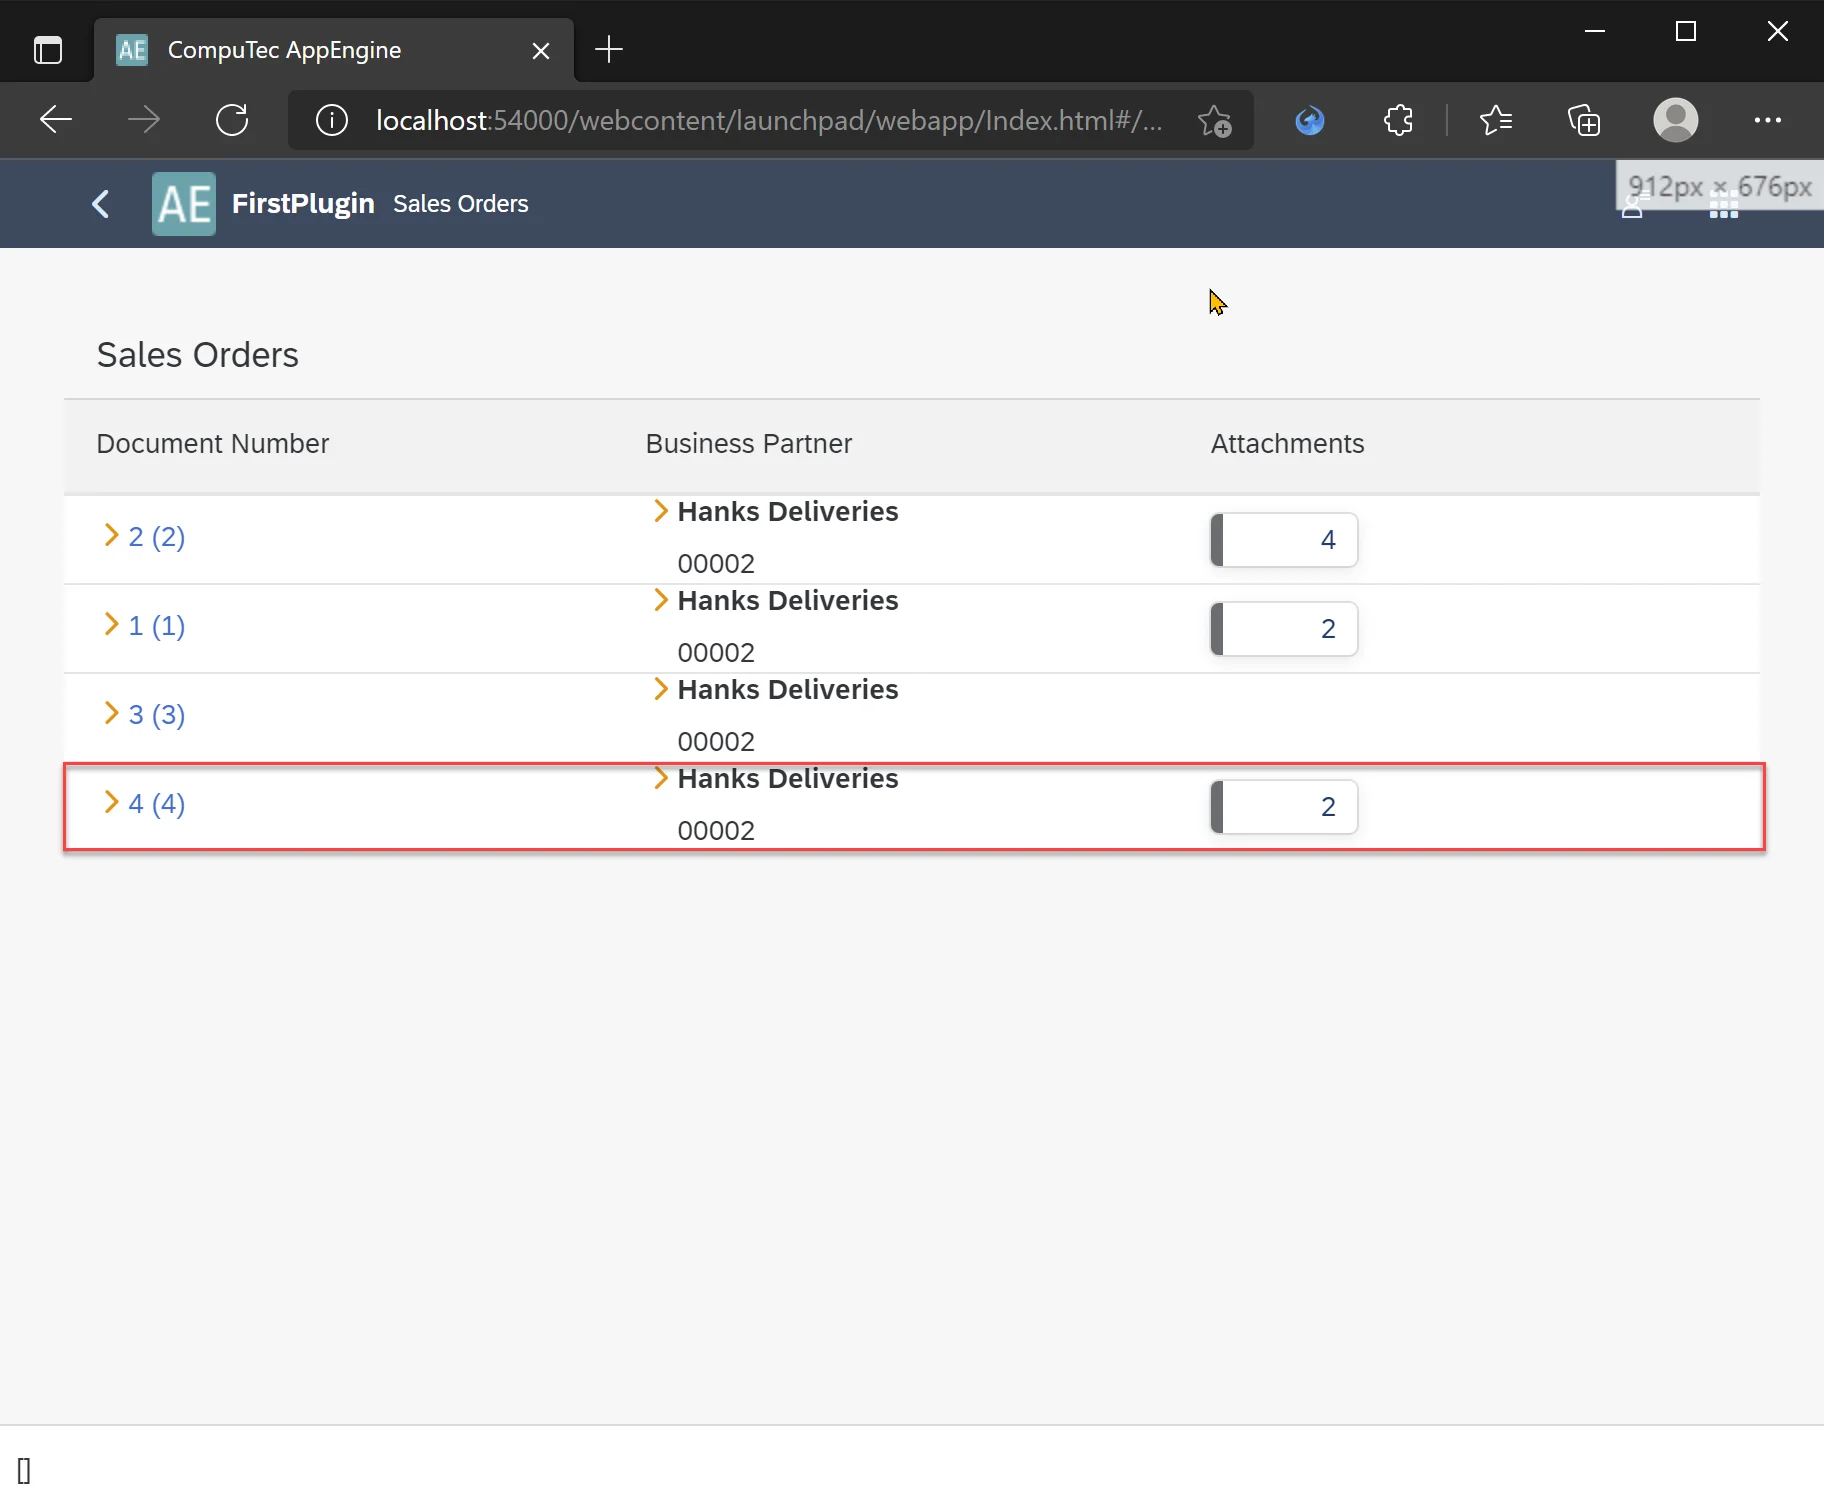 AE CompuTec AppEngine
localhost:54000/webcontent/launchpad/webapp/Index.html#/...
AE FirstPlugin Sales Orders
912px × 676px
Sales Orders
Document Number Business Partner Attachments
2 (2) Hanks Deliveries 4
00002
1 (1) Hanks Deliveries 2
00002
3 (3) Hanks Deliveries
00002
4 (4) Hanks Deliveries 2
00002
[]